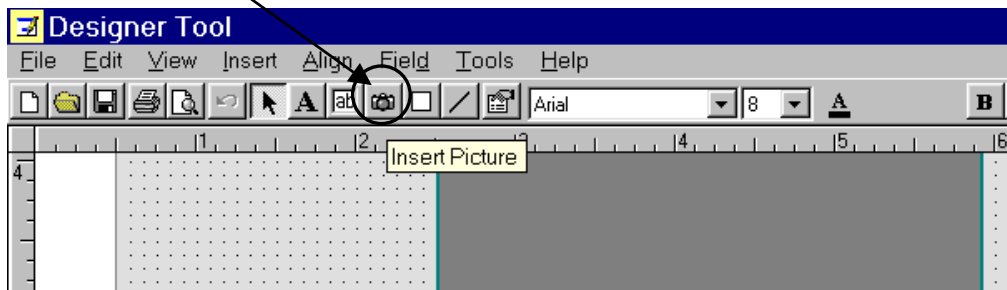 Designer Tool
File Edit View Insert Align Field Tools Help
A ab Arial 8 A B
1 2 3 4 5 6
Insert Picture
4